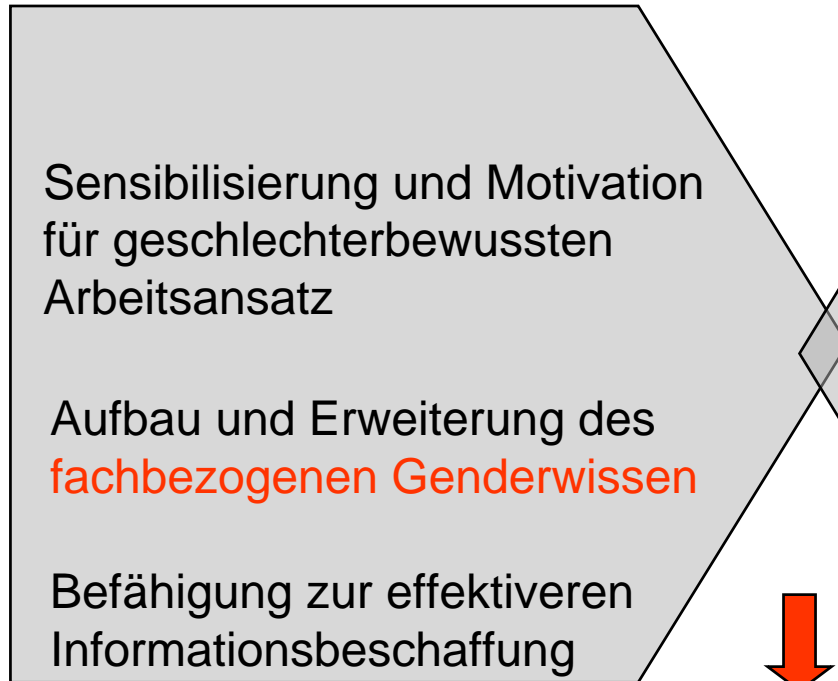 Sensibilisierung und Motivation
für geschlechterbewussten
Arbeitsansatz
Aufbau und Erweiterung des
fachbezogenen Genderwissen
Befähigung zur effektiveren
Informationsbeschaffung